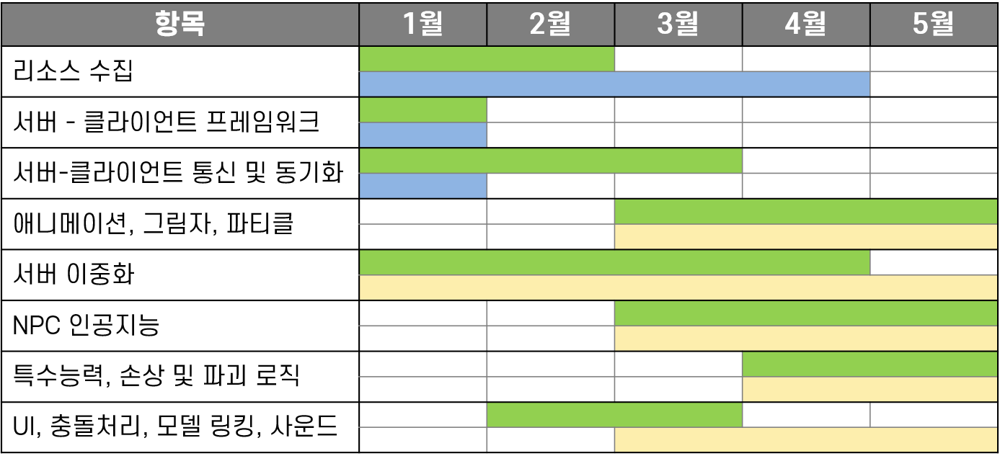 항목 1월 2월 3월 4월 5월
리소스 수집
서버 - 클라이언트 프레임워크
서버-클라이언트 통신 및 동기화
애니메이션, 그림자, 파티클
서버 이중화
NPC 인공지능
특수능력, 손상 및 파괴 로직
UI, 충돌처리, 모델 링킹, 사운드